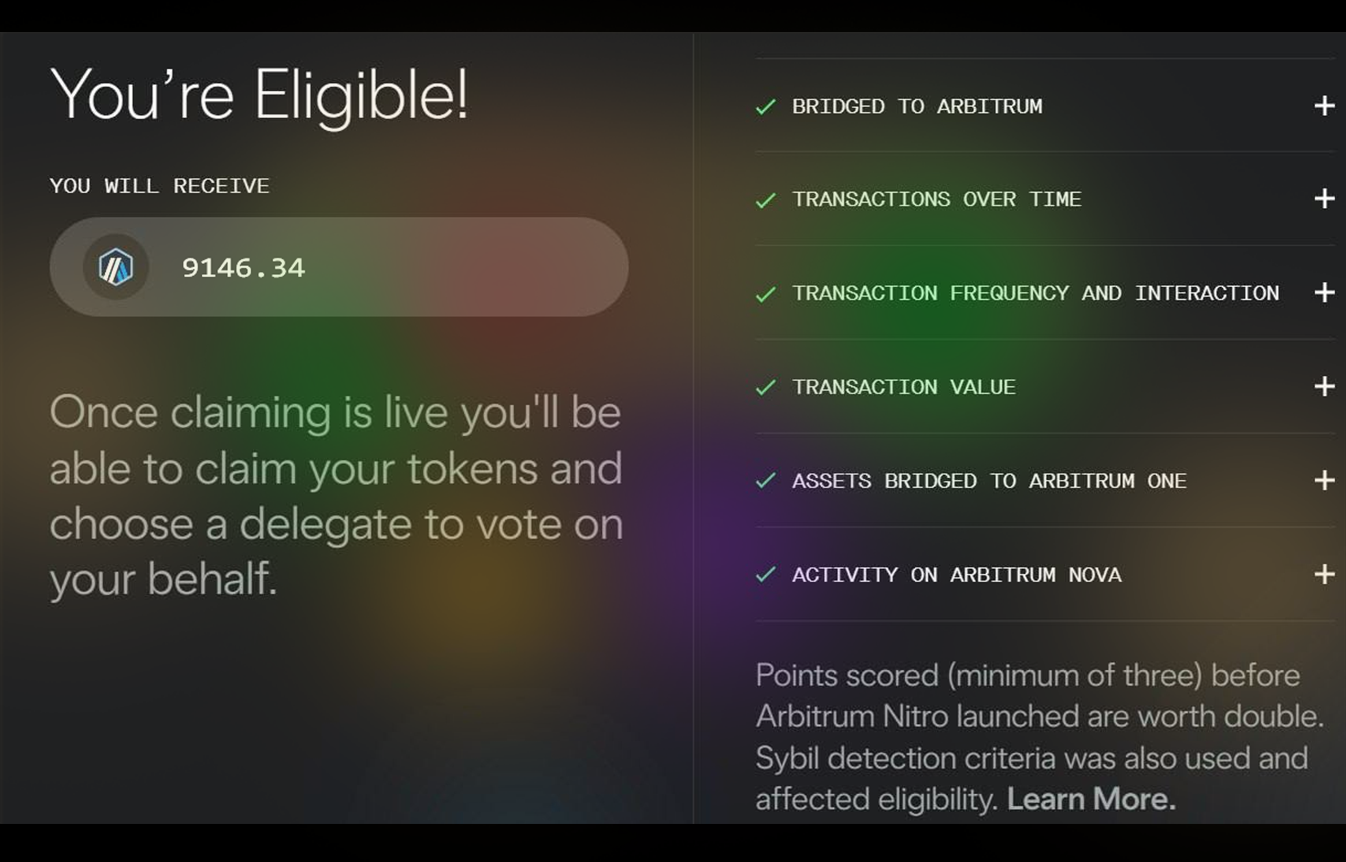 You’re Eligible!
YOU WILL RECEIVE
9146.34
Once claiming is live you'll be
able to claim your tokens and
choose a delegate to vote on
your behalf.
BRIDGED TO ARBITRUM
TRANSACTIONS OVER TIME
TRANSACTION FREQUENCY AND INTERACTION
TRANSACTION VALUE
ASSETS BRIDGED TO ARBITRUM ONE
ACTIVITY ON ARBITRUM NOVA
Points scored (minimum of three) before
Arbitrum Nitro launched are worth double.
Sybil detection criteria was also used and
affected eligibility. Learn More.